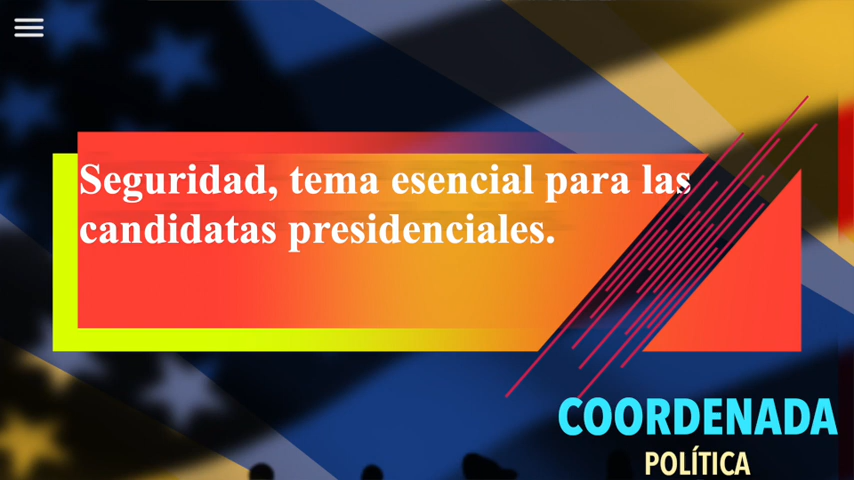 Seguridad, tema esencial para las
candidatas presidenciales.
COORDENADA
POLÍTICA